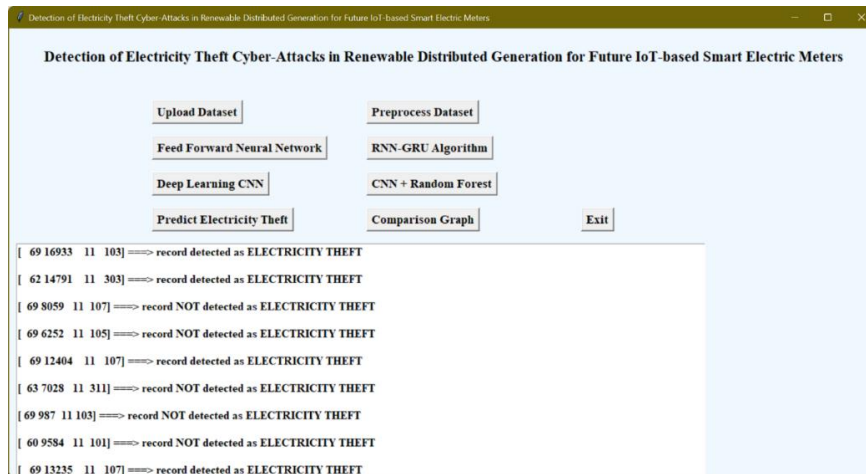 Detection of Electricity Theft Cyber-Attacks in Renewable Distributed Generation for Future IoT-based Smart Electric Meters
Detection of Electricity Theft Cyber-Attacks in Renewable Distributed Generation for Future IoT-based Smart Electric Meters
Upload Dataset Preprocess Dataset
Feed Forward Neural Network RNN-GRU Algorithm
Deep Learning CNN CNN + Random Forest
Predict Electricity Theft Comparison Graph Exit
[ 69 16933 11 103] ===> record detected as ELECTRICITY THEFT
[ 62 14791 11 303] ===> record NOT detected as ELECTRICITY THEFT
[ 69 8059 11 107] ===> record NOT detected as ELECTRICITY THEFT
[ 69 6252 11 105] ===> record NOT detected as ELECTRICITY THEFT
[ 69 12404 11 107] ===> record detected as ELECTRICITY THEFT
[ 63 7028 11 311] ===> record NOT detected as ELECTRICITY THEFT
[ 69 987 11 103] ===> record NOT detected as ELECTRICITY THEFT
[ 60 9584 11 101] ===> record NOT detected as ELECTRICITY THEFT
[ 69 13235 11 107] ===> record detected as ELECTRICITY THEFT